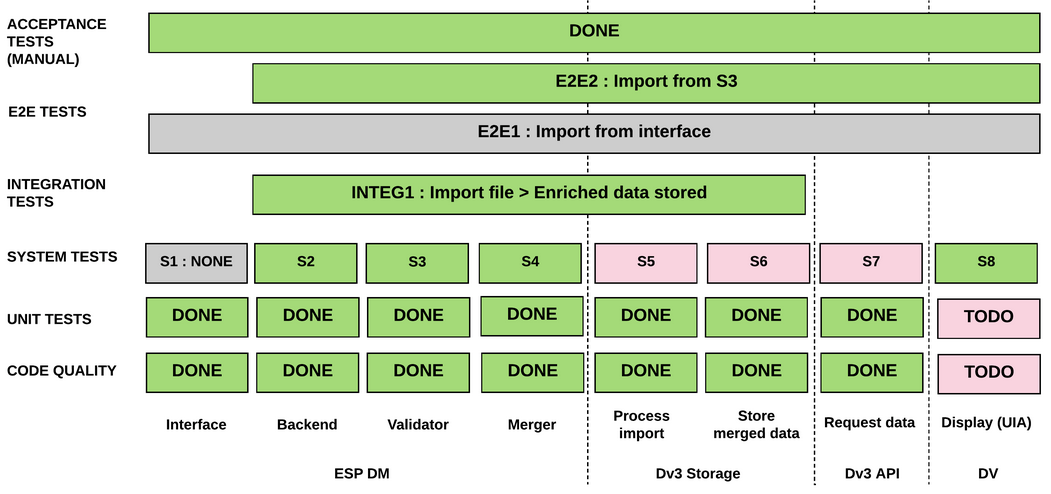 ACCEPTANCE
TESTS
(MANUAL)
DONE
E2E TESTS
E2E2 : Import from S3
E2E1 : Import from interface
INTEGRATION
TESTS
INTEG1 : Import file > Enriched data stored
SYSTEM TESTS
S1 : NONE
S2
S3
S4
S5
S6
S7
S8
UNIT TESTS
DONE
DONE
DONE
DONE
DONE
DONE
DONE
TODO
CODE QUALITY
DONE
DONE
DONE
DONE
DONE
DONE
DONE
TODO
Interface
Backend
Validator
Merger
Process
import
Store
merged data
Request data
Display (UIA)
ESP DM
Dv3 Storage
Dv3 API
DV